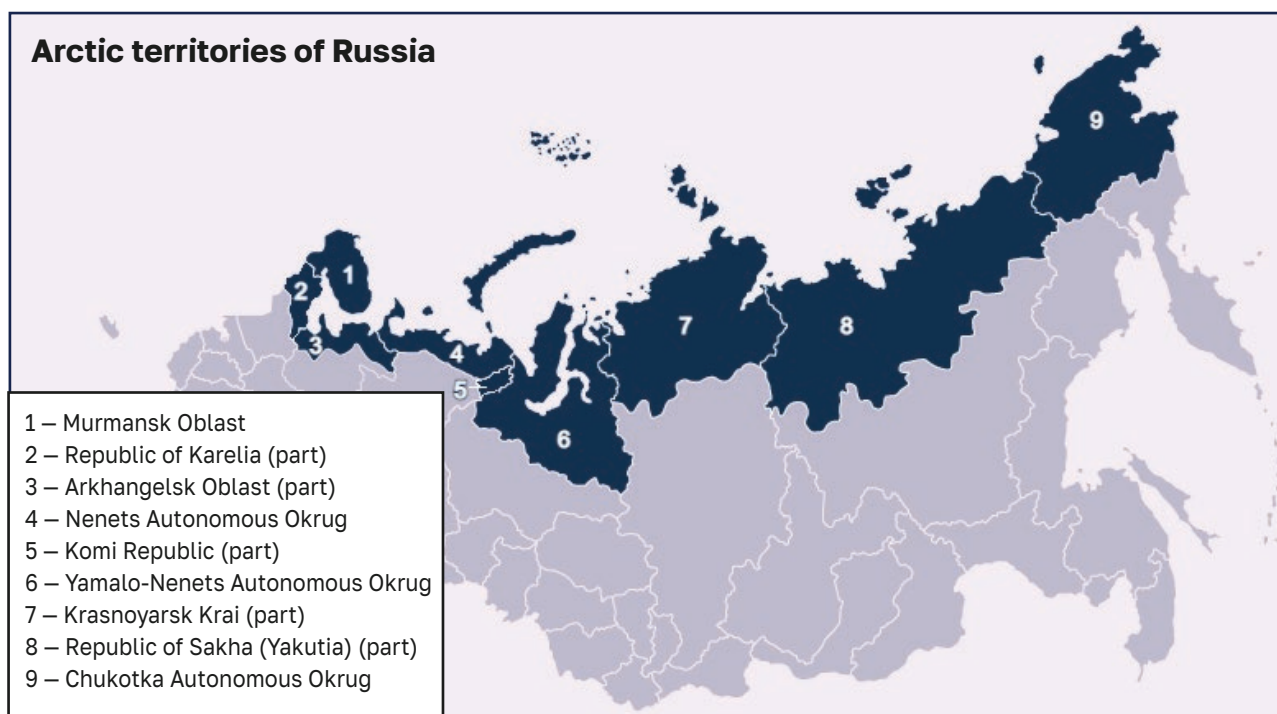 Arctic territories of Russia
9
1
2
7
8
3
4
5
6
1 – Murmansk Oblast
2 – Republic of Karelia (part)
3 – Arkhangelsk Oblast (part)
4 – Nenets Autonomous Okrug
5 – Komi Republic (part)
6 – Yamalo-Nenets Autonomous Okrug
7 – Krasnoyarsk Krai (part)
8 – Republic of Sakha (Yakutia) (part)
9 – Chukotka Autonomous Okrug